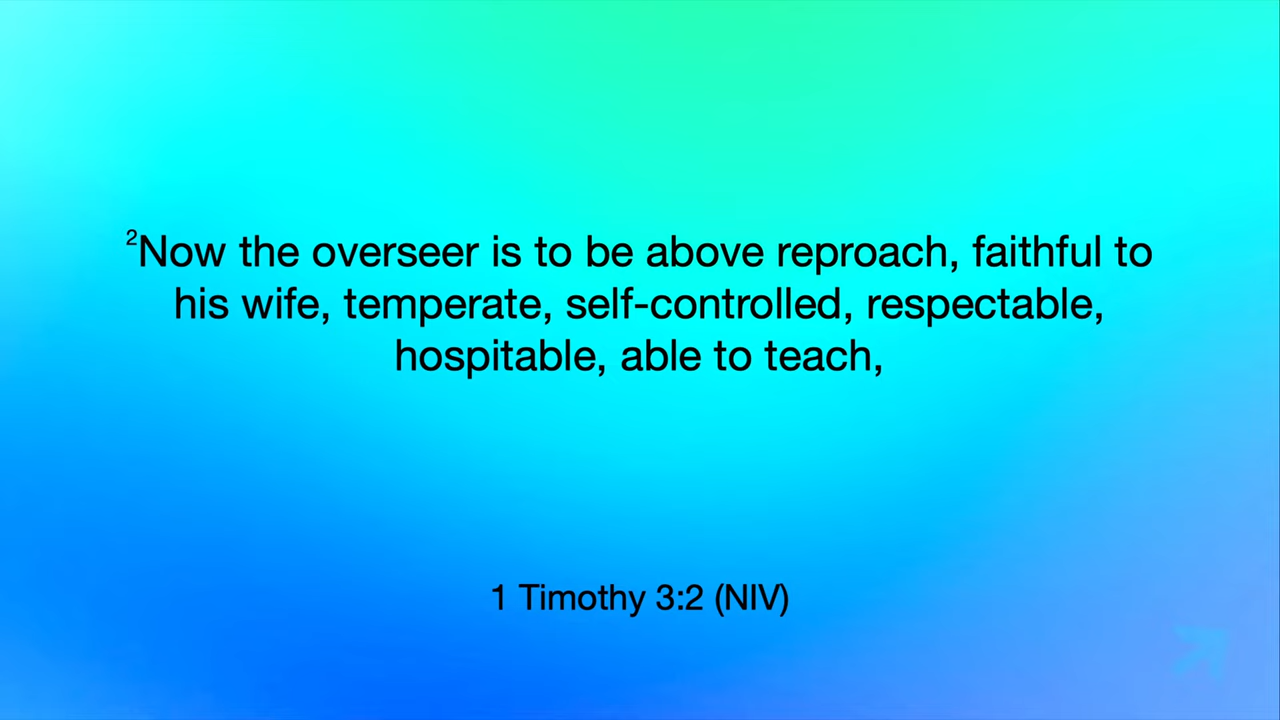 ²Now the overseer is to be above reproach, faithful to
his wife, temperate, self-controlled, respectable,
hospitable, able to teach,
1 Timothy 3:2 (NIV)